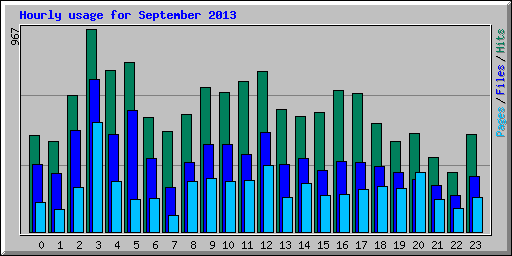 Hourly usage for September 2013
967
Pages/Files/Hits
0 1 2 3 4 5 6 7 8 9 10 11 12 13 14 15 16 17 18 19 20 21 22 23